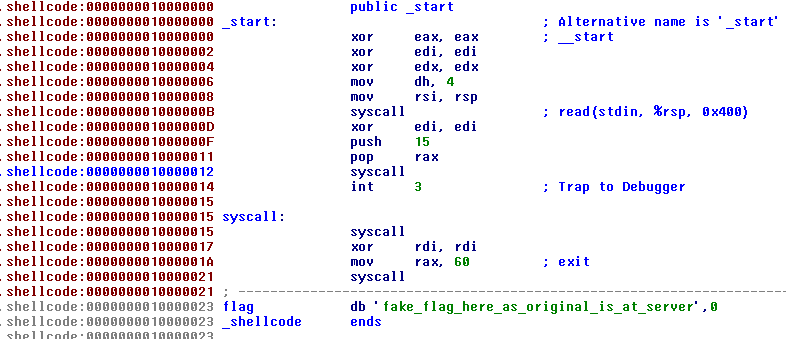 .shellcode:0000000010000000 public _start
.shellcode:0000000010000000 _start: ; Alternative name is '_start'
.shellcode:0000000010000000 xor eax, eax ; __start
.shellcode:0000000010000002 xor edi, edi
.shellcode:0000000010000004 xor edx, edx
.shellcode:0000000010000006 mov dh, 4
.shellcode:0000000010000008 mov rsi, rsp
.shellcode:000000001000000B syscall ; read(stdin, %rsp, 0x400)
.shellcode:000000001000000D xor edi, edi
.shellcode:000000001000000F push 15
.shellcode:0000000010000011 pop rax
.shellcode:0000000010000012 syscall
.shellcode:0000000010000014 int 3 ; Trap to Debugger
.shellcode:0000000010000015
.shellcode:0000000010000015 syscall:
.shellcode:0000000010000015 syscall
.shellcode:0000000010000017 xor rdi, rdi
.shellcode:000000001000001A mov rax, 60 ; exit
.shellcode:0000000010000021 syscall
.shellcode:0000000010000021 ; ---------------------------------------------------------------------------
.shellcode:0000000010000023 flag db 'fake_flag_here_as_original_is_at_server',0
.shellcode:0000000010000023 _shellcode ends
.shellcode:0000000010000023